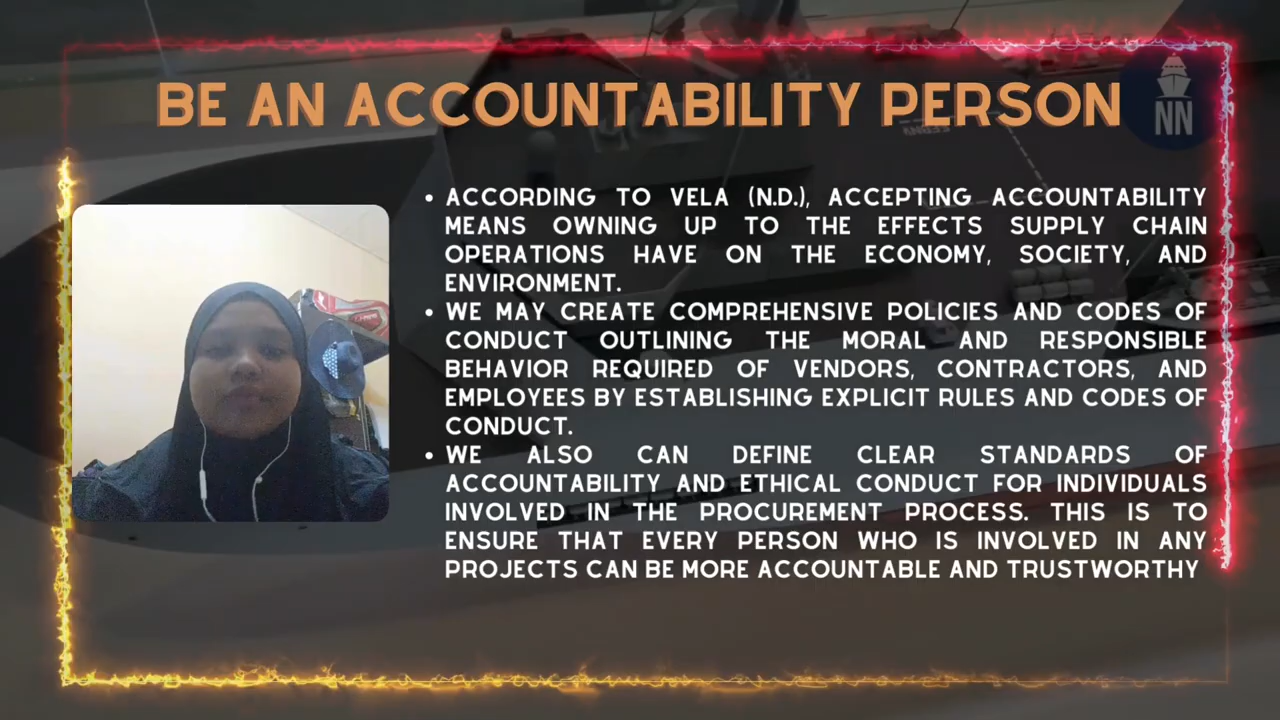 BE AN ACCOUNTABILITY PERSON
NN
• ACCORDING TO VELA (N.D.), ACCEPTING ACCOUNTABILITY
MEANS OWNING UP TO THE EFFECTS SUPPLY CHAIN
OPERATIONS HAVE ON THE ECONOMY, SOCIETY, AND
ENVIRONMENT.
• WE MAY CREATE COMPREHENSIVE POLICIES AND CODES OF
CONDUCT OUTLINING THE MORAL AND RESPONSIBLE
BEHAVIOR REQUIRED OF VENDORS, CONTRACTORS, AND
EMPLOYEES BY ESTABLISHING EXPLICIT RULES AND CODES OF
CONDUCT.
• WE ALSO CAN DEFINE CLEAR STANDARDS OF
ACCOUNTABILITY AND ETHICAL CONDUCT FOR INDIVIDUALS
INVOLVED IN THE PROCUREMENT PROCESS. THIS IS TO
ENSURE THAT EVERY PERSON WHO IS INVOLVED IN ANY
PROJECTS CAN BE MORE ACCOUNTABLE AND TRUSTWORTHY